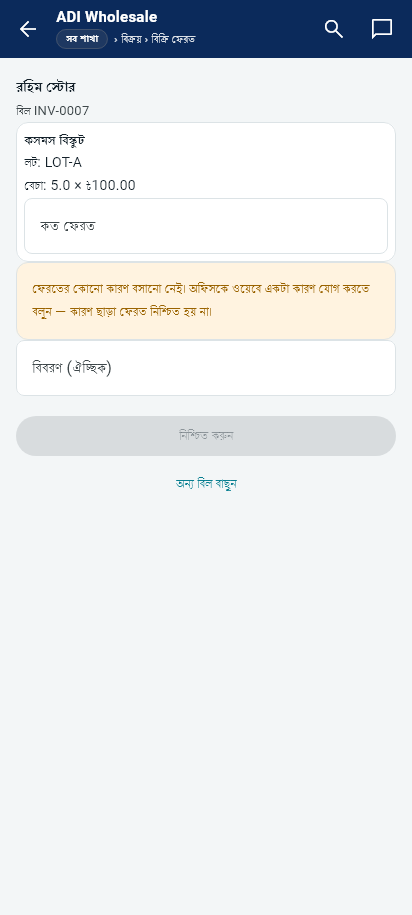 ADI Wholesale
সব শাখা › বিক্রয় › বিক্রি ফেরত
রহিম স্টোর
বিল INV-0007
কসমস বিস্কুট
লট: LOT-A
বেচা: 5.0 × ৳100.00
কত ফেরত
ফেরতের কোনো কারণ বসানো নেই। অফিসকে ওয়েবে একটা কারণ যোগ করতে
বলুন — কারণ ছাড়া ফেরত নিশ্চিত হয় না।
বিবরণ (ঐচ্ছিক)
নিশ্চিত করুন
অন্য বিল বাছুন